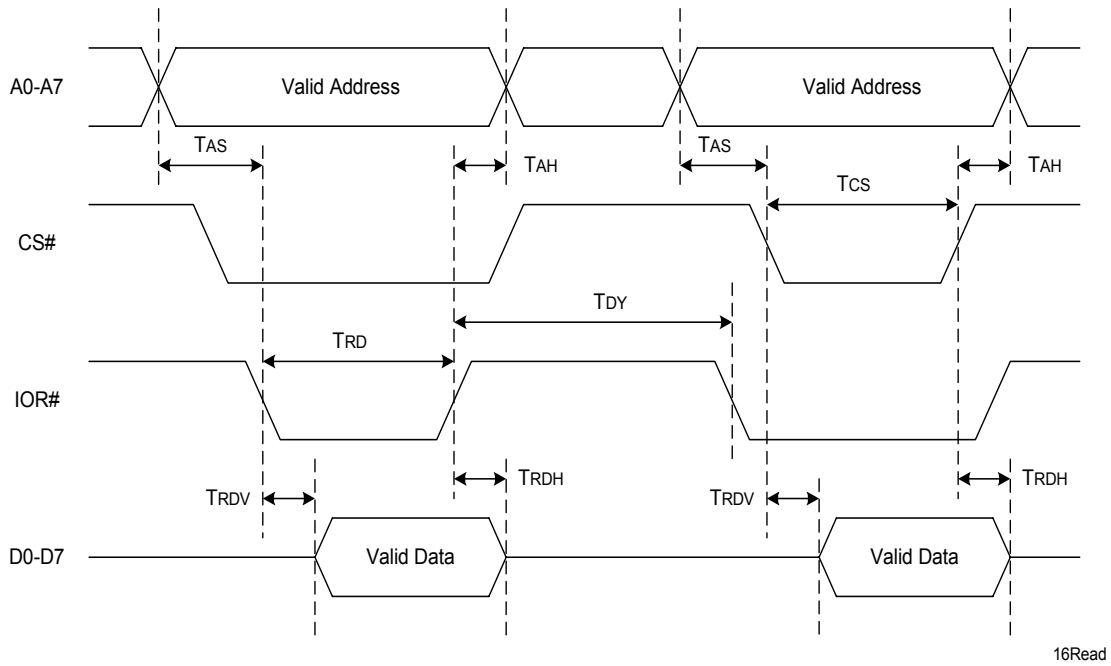 A0-A7
Valid Address
Valid Address
TAS
TAH
TAS
TAH
TCS
CS#
TDY
TRD
IOR#
TRDV
TRDH
TRDV
TRDH
D0-D7
Valid Data
Valid Data
16Read